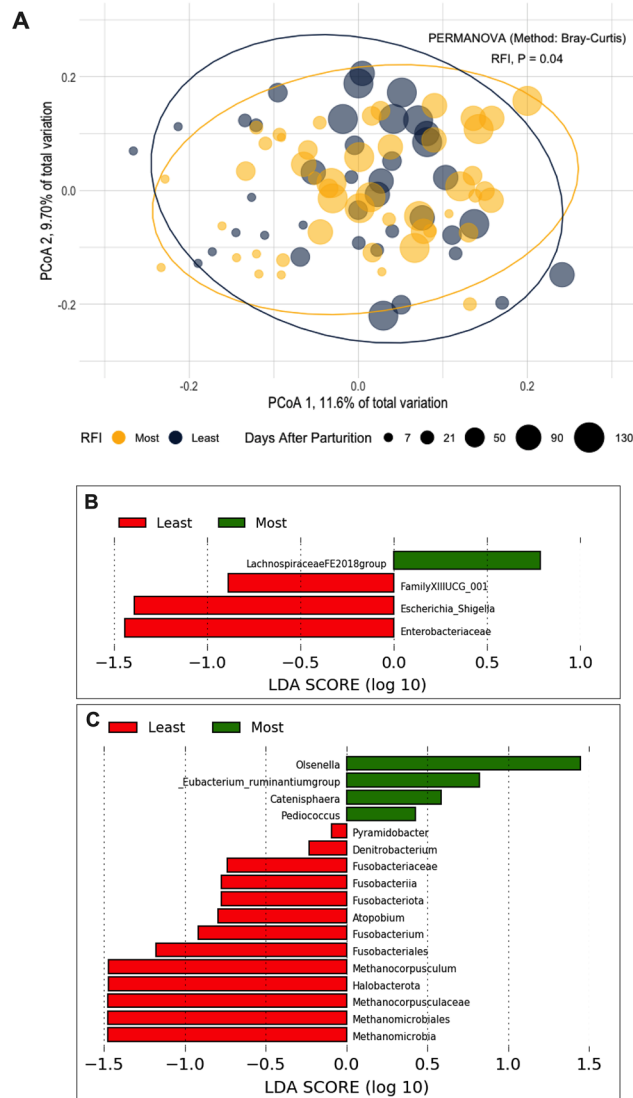 A
PERMANOVA (Method: Bray-Curtis)
RFI, P = 0.04
0.2
0.0
-0.2
PCoA 2, 9.70% of total variation
-0.2
0.0
0.2
PCoA 1, 11.6% of total variation
RFI Most Least Days After Parturition 7 21 50 90 130
B
Least Most
LachnospiraceaeFE2018group
FamilyXIIIUCG_001
Escherichia_Shigella
Enterobacteriaceae
−1.5 −1.0 −0.5 0.0 0.5 1.0
LDA SCORE (log 10)
C
Least Most
Olsenella
_Eubacterium_ruminantiumgroup
Catenisphaera
Pediococcus
Pyramidobacter
Denitrobacterium
Fusobacteriaceae
Fusobacteriia
Fusobacteriota
Atopobium
Fusobacterium
Fusobacteriales
Methanocorpusculum
Halobacterota
Methanocorpusculaceae
Methanomicrobiales
Methanomicrobia
−1.5 −1.0 −0.5 0.0 0.5 1.0 1.5
LDA SCORE (log 10)